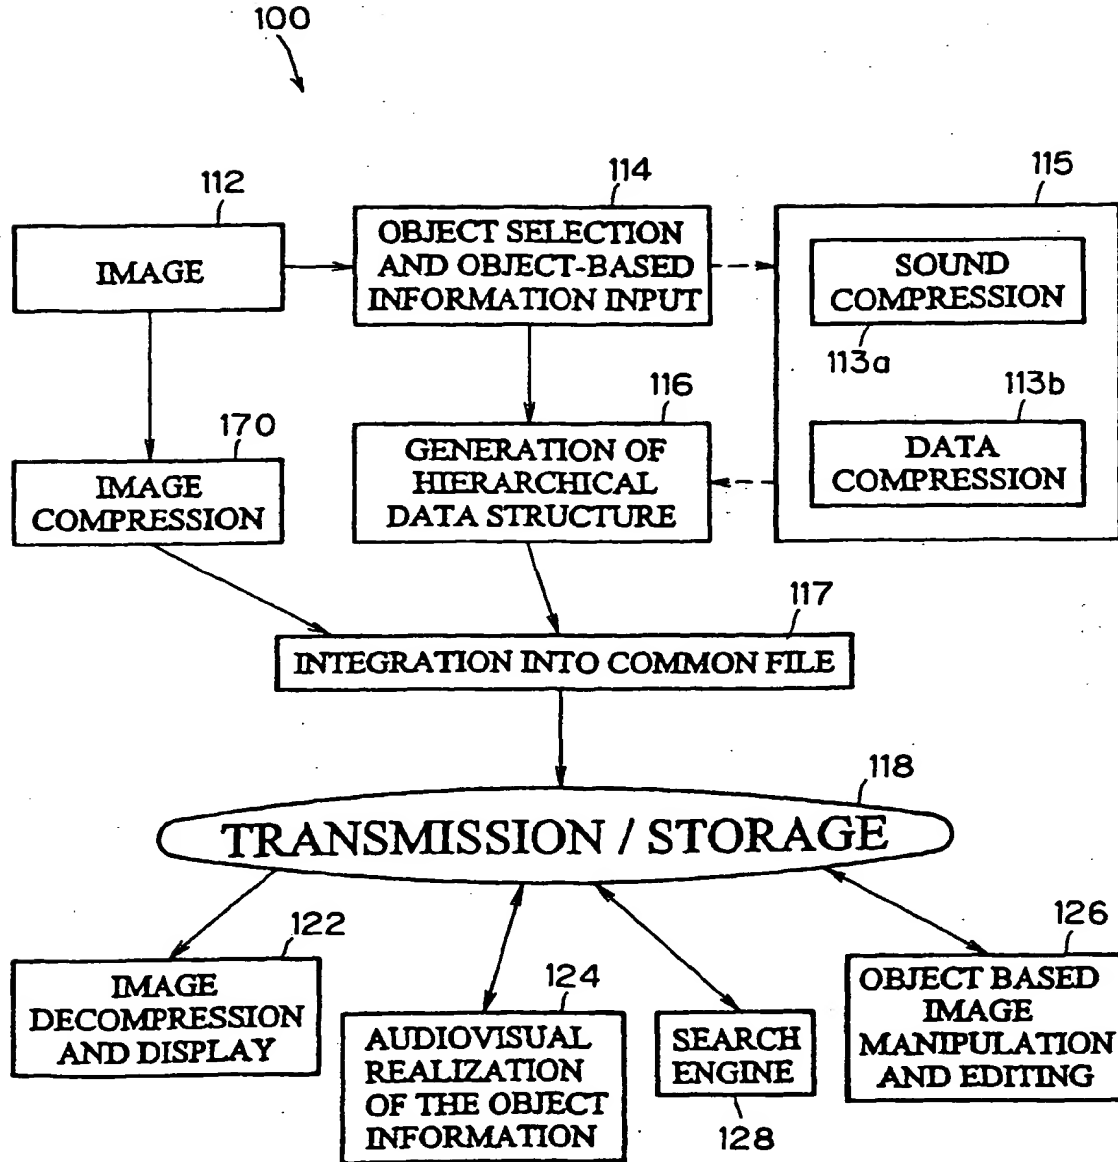 100
112
IMAGE
114
OBJECT SELECTION
AND OBJECT-BASED
INFORMATION INPUT
115
SOUND
COMPRESSION
113a
113b
DATA
COMPRESSION
170
IMAGE
COMPRESSION
116
GENERATION OF
HIERARCHICAL
DATA STRUCTURE
117
INTEGRATION INTO COMMON FILE
118
TRANSMISSION / STORAGE
122
IMAGE
DECOMPRESSION
AND DISPLAY
124
AUDIOVISUAL
REALIZATION
OF THE OBJECT
INFORMATION
SEARCH
ENGINE
128
126
OBJECT BASED
IMAGE
MANIPULATION
AND EDITING